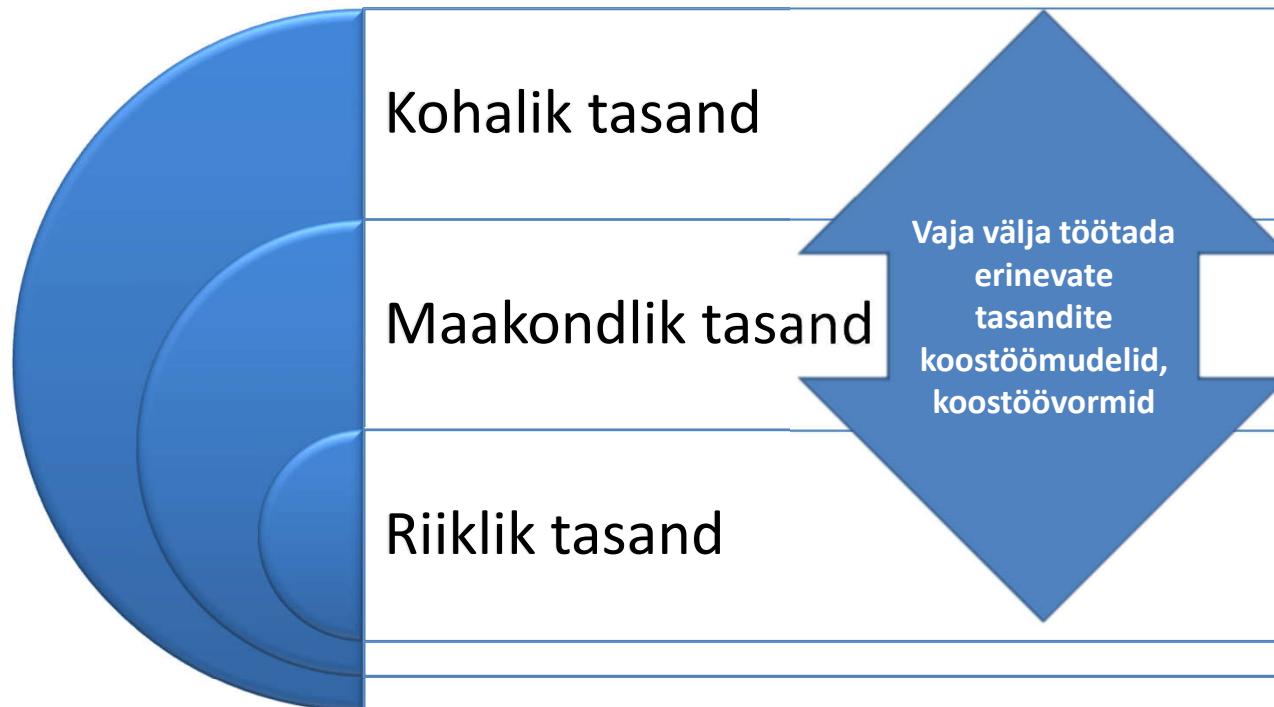 Kohalik tasand
Maakondlik tasand
Riiklik tasand
Vaja välja töötada
erinevate
tasandite
koostöömudelid,
koostöövormid